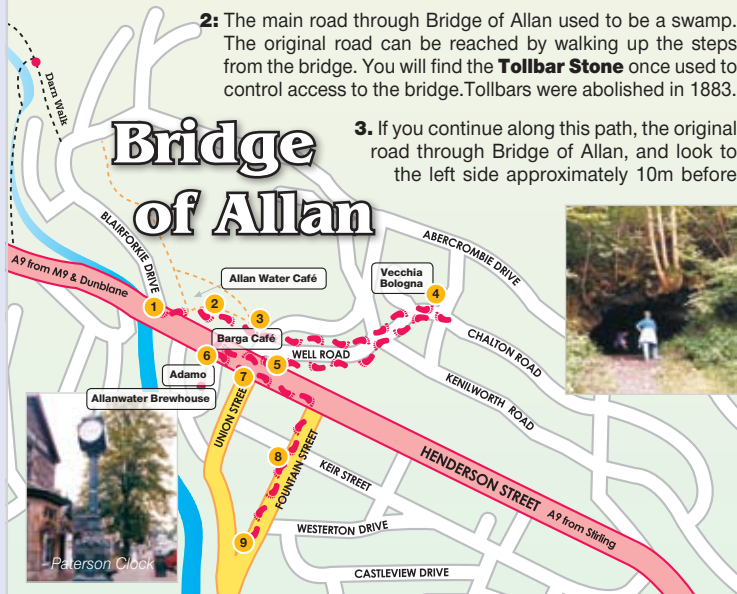 2: The main road through Bridge of Allan used to be a swamp.
The original road can be reached by walking up the steps
from the bridge. You will find the Tollbar Stone once used to
control access to the bridge.Tollbars were abolished in 1883.
3. If you continue along this path, the original
road through Bridge of Allan, and look to
the left side approximately 10m before
Darn Walk
Bridge
of Allan
BLAIRFORKIE DRIVE
ABERCROMBIE DRIVE
A9 from M9 & Dunblane
Allan Water Café
Vecchia
Bologna
1
2
3
4
Barga Café
WELL ROAD
CHALTON ROAD
6
5
Adamo
7
KENILWORTH ROAD
Allanwater Brewhouse
UNION STREET
8
FOUNTAIN STREET
KEIR STREET
HENDERSON STREET
A9 from Stirling
WESTERTON DRIVE
9
Paterson Clock
CASTLEVIEW DRIVE